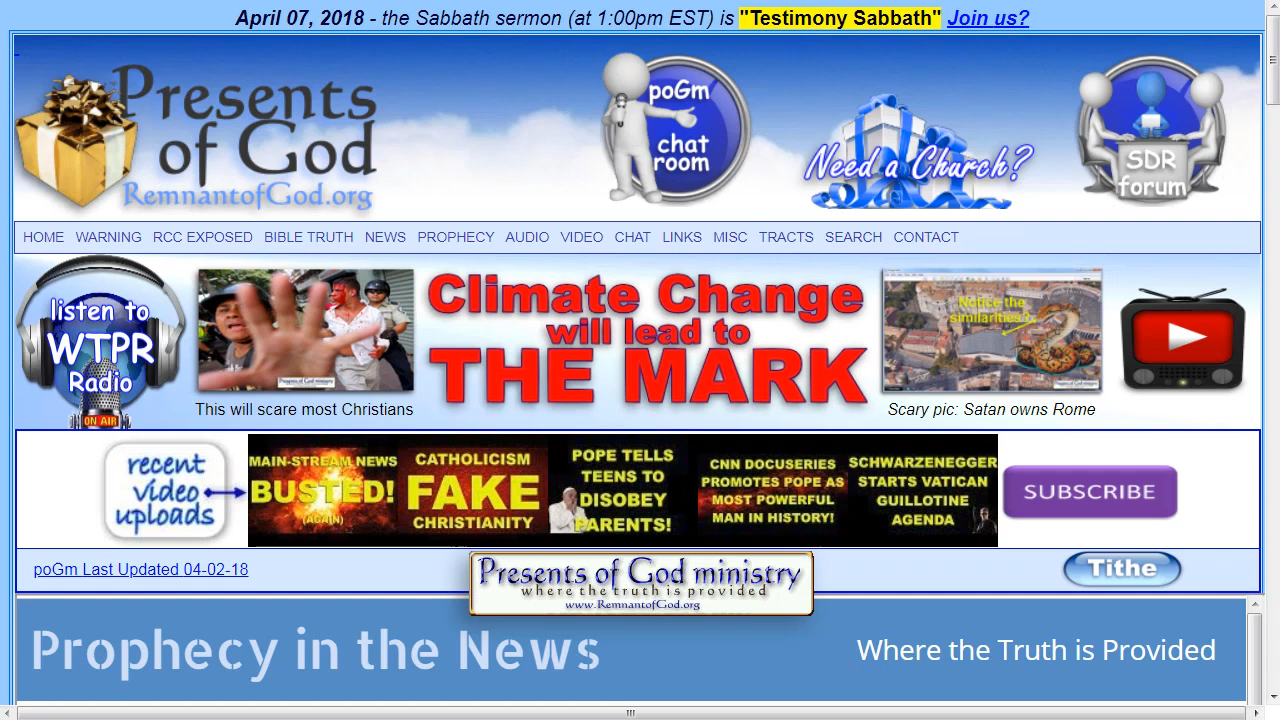 April 07, 2018 - the Sabbath sermon (at 1:00pm EST) is "Testimony Sabbath" Join us?
Presents
of God
RemnantofGod.org
poGm
chat
room
Need a Church?
SDR
forum
HOME WARNING RCC EXPOSED BIBLE TRUTH NEWS PROPHECY AUDIO VIDEO CHAT LINKS MISC TRACTS SEARCH CONTACT
listen to
WTPR
Radio
ON AIR
Presents of God ministry
This will scare most Christians
Climate Change
will lead to
THE MARK
Notice the
similarities?
Scary pic: Satan owns Rome
recent
video
uploads
MAIN-STREAM NEWS
BUSTED!
(AGAIN)
CATHOLICISM
FAKE
CHRISTIANITY
POPE TELLS
TEENS TO
DISOBEY
PARENTS!
CNN DOCUSERIES
PROMOTES POPE AS
MOST POWERFUL
MAN IN HISTORY!
SCHWARZENEGGER
STARTS VATICAN
GUILLOTINE
AGENDA
SUBSCRIBE
poGm Last Updated 04-02-18
Presents of God ministry
where the truth is provided
www.RemnantofGod.org
Tithe
Prophecy in the News
Where the Truth is Provided